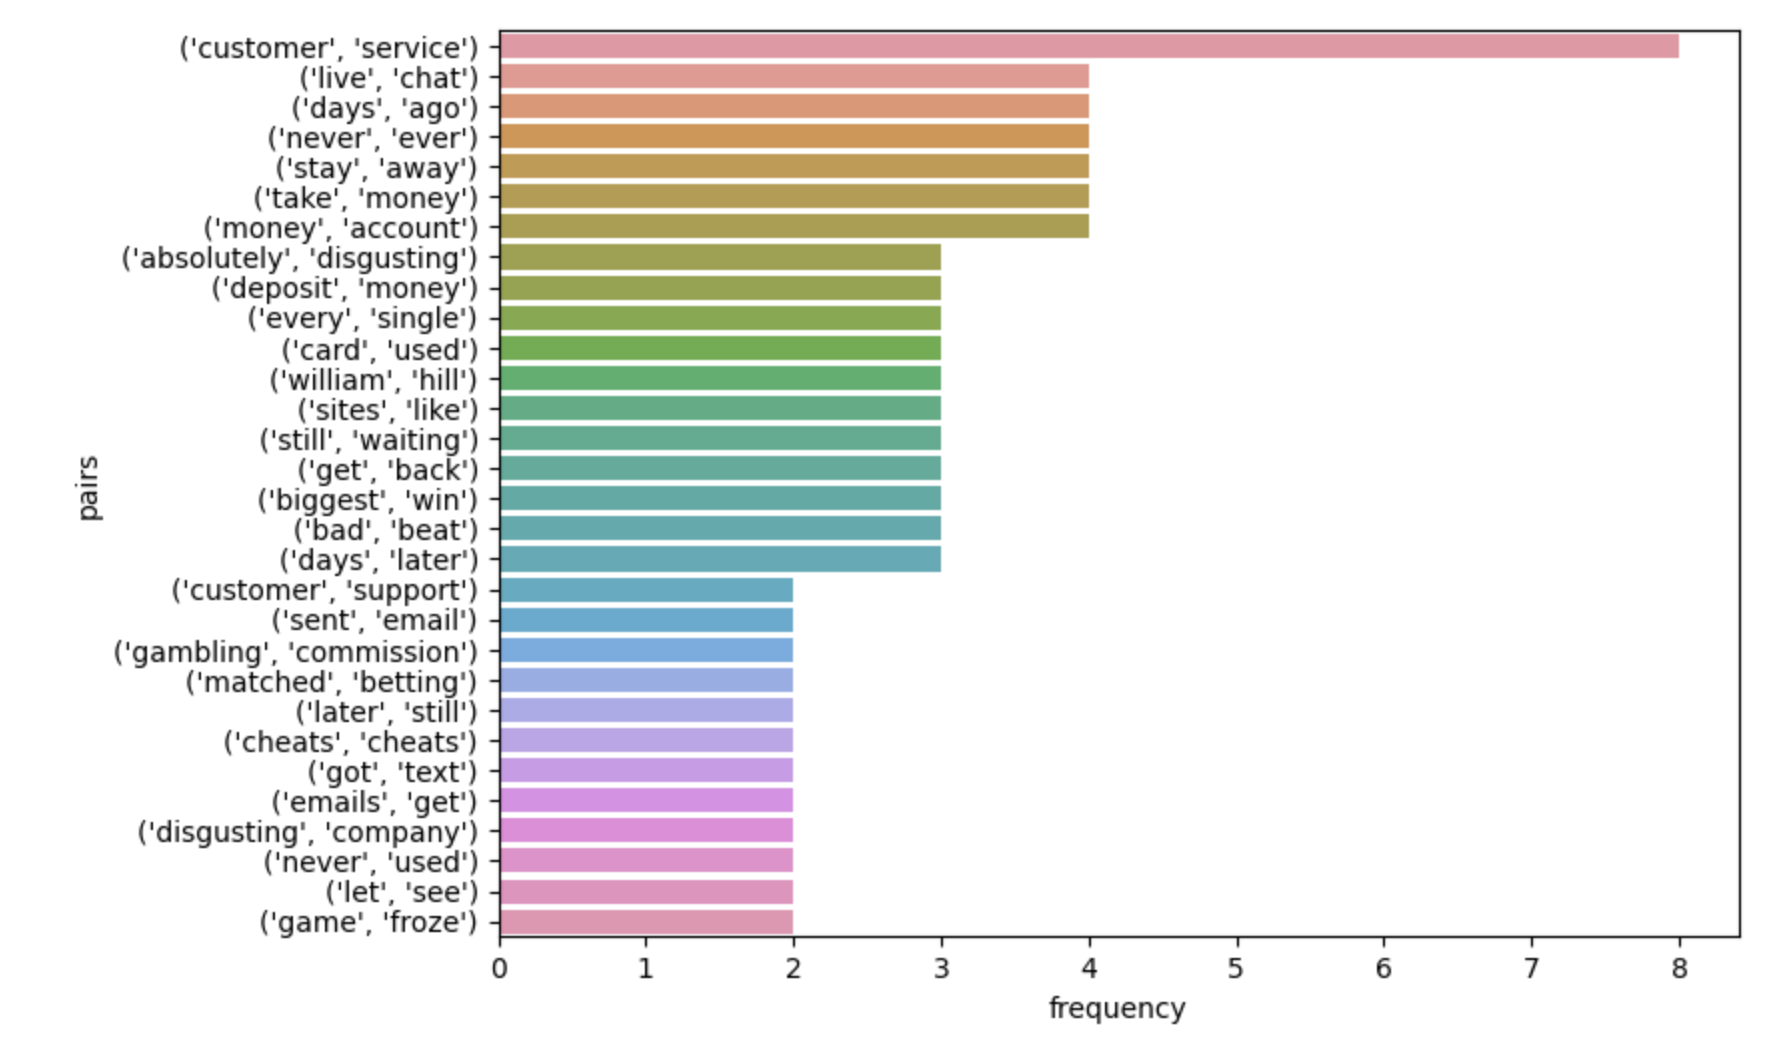 ('customer', 'service')
('live', 'chat')
('days', 'ago')
('never', 'ever')
('stay', 'away')
('take', 'money')
('money', 'account')
('absolutely', 'disgusting')
('deposit', 'money')
('every', 'single')
('card', 'used')
('william', 'hill')
('sites', 'like')
('still', 'waiting')
('get', 'back')
('biggest', 'win')
('bad', 'beat')
('days', 'later')
('customer', 'support')
('sent', 'email')
('gambling', 'commission')
('matched', 'betting')
('later', 'still')
('cheats', 'cheats')
('got', 'text')
('emails', 'get')
('disgusting', 'company')
('never', 'used')
('let', 'see')
('game', 'froze')
pairs
0 1 2 3 4 5 6 7 8
frequency